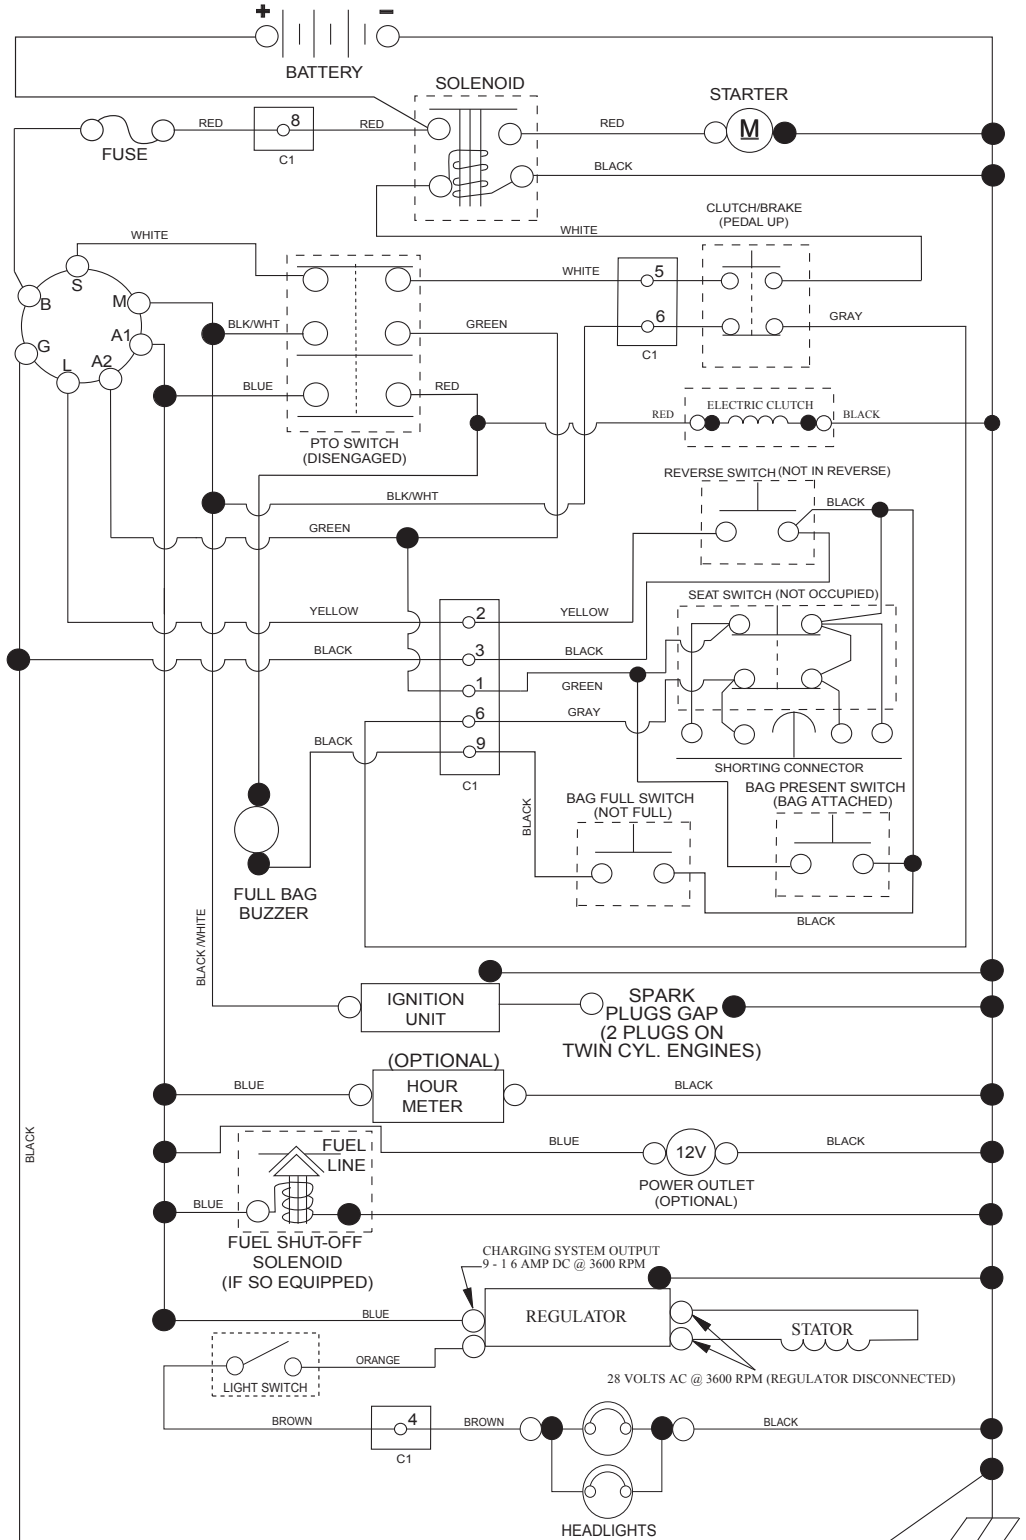 + -
BATTERY
SOLENOID
STARTER
RED
8
RED
RED
M
FUSE
C1
BLACK
CLUTCH/BRAKE
(PEDAL UP)
WHITE
WHITE
S
WHITE
5
B
M
BLK/WHT
GREEN
6
GRAY
A1
G
A2
C1
L
BLUE
RED
ELECTRIC CLUTCH
RED
BLACK
PTO SWITCH
(DISENGAGED)
REVERSE SWITCH (NOT IN REVERSE)
BLK/WHT
BLACK
GREEN
SEAT SWITCH (NOT OCCUPIED)
YELLOW
2
YELLOW
BLACK
3
BLACK
1
GREEN
6
GRAY
BLACK
9
C1
SHORTING CONNECTOR
BLACK
BAG FULL SWITCH
(NOT FULL)
BAG PRESENT SWITCH
(BAG ATTACHED)
FULL BAG
BUZZER
BLACK
BLACK /WHITE
IGNITION
UNIT
SPARK
PLUGS GAP
(2 PLUGS ON
TWIN CYL. ENGINES)
(OPTIONAL)
BLUE
HOUR
METER
BLACK
BLACK
FUEL
LINE
BLUE
12V
BLACK
POWER OUTLET
(OPTIONAL)
BLUE
FUEL SHUT-OFF
SOLENOID
(IF SO EQUIPPED)
CHARGING SYSTEM OUTPUT
9 - 1 6 AMP DC @ 3600 RPM
BLUE
REGULATOR
STATOR
ORANGE
LIGHT SWITCH
28 VOLTS AC @ 3600 RPM (REGULATOR DISCONNECTED)
BROWN
4
BROWN
BLACK
C1
HEADLIGHTS